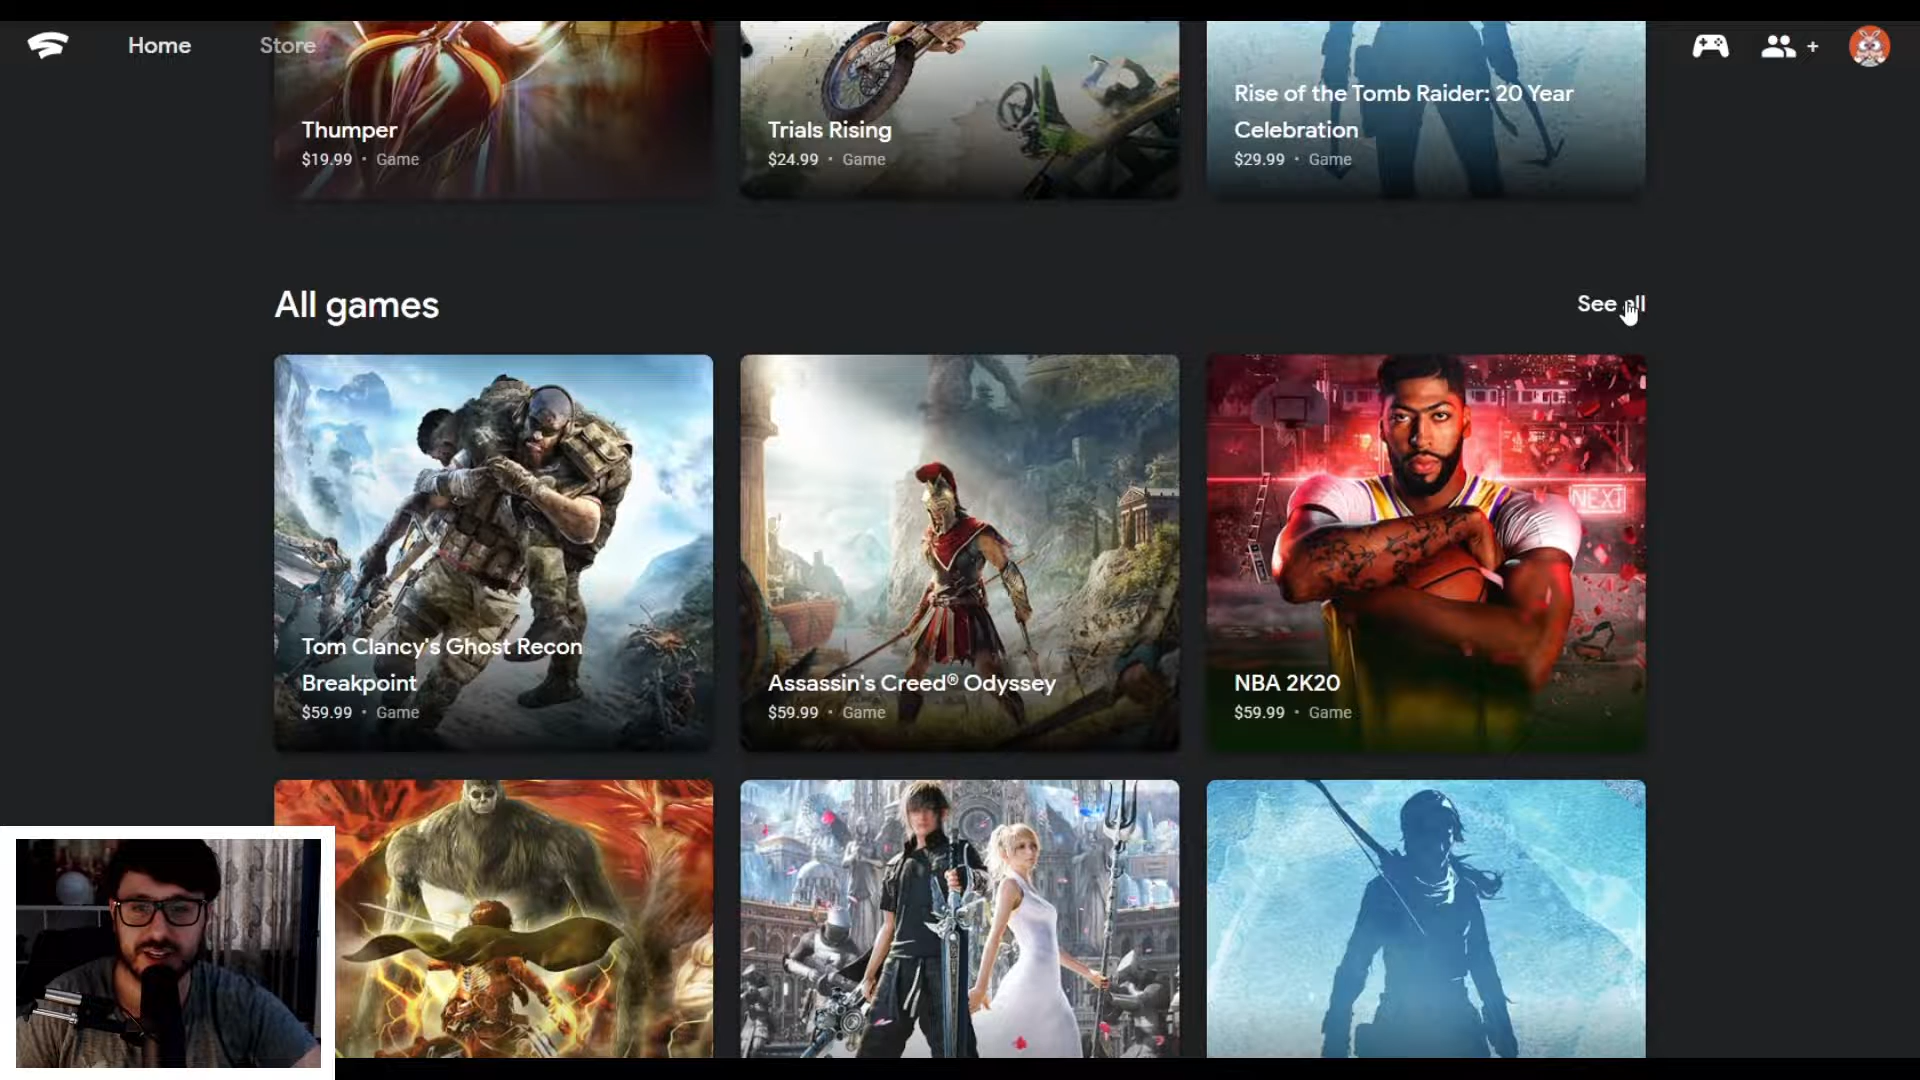 Home
Store
+
Thumper
$19.99 • Game
Trials Rising
$24.99 • Game
Rise of the Tomb Raider: 20 Year
Celebration
$29.99 • Game
All games
See all
NEXT
Tom Clancy's Ghost Recon
Breakpoint
$59.99 • Game
Assassin's Creed® Odyssey
$59.99 • Game
NBA 2K20
$59.99 • Game